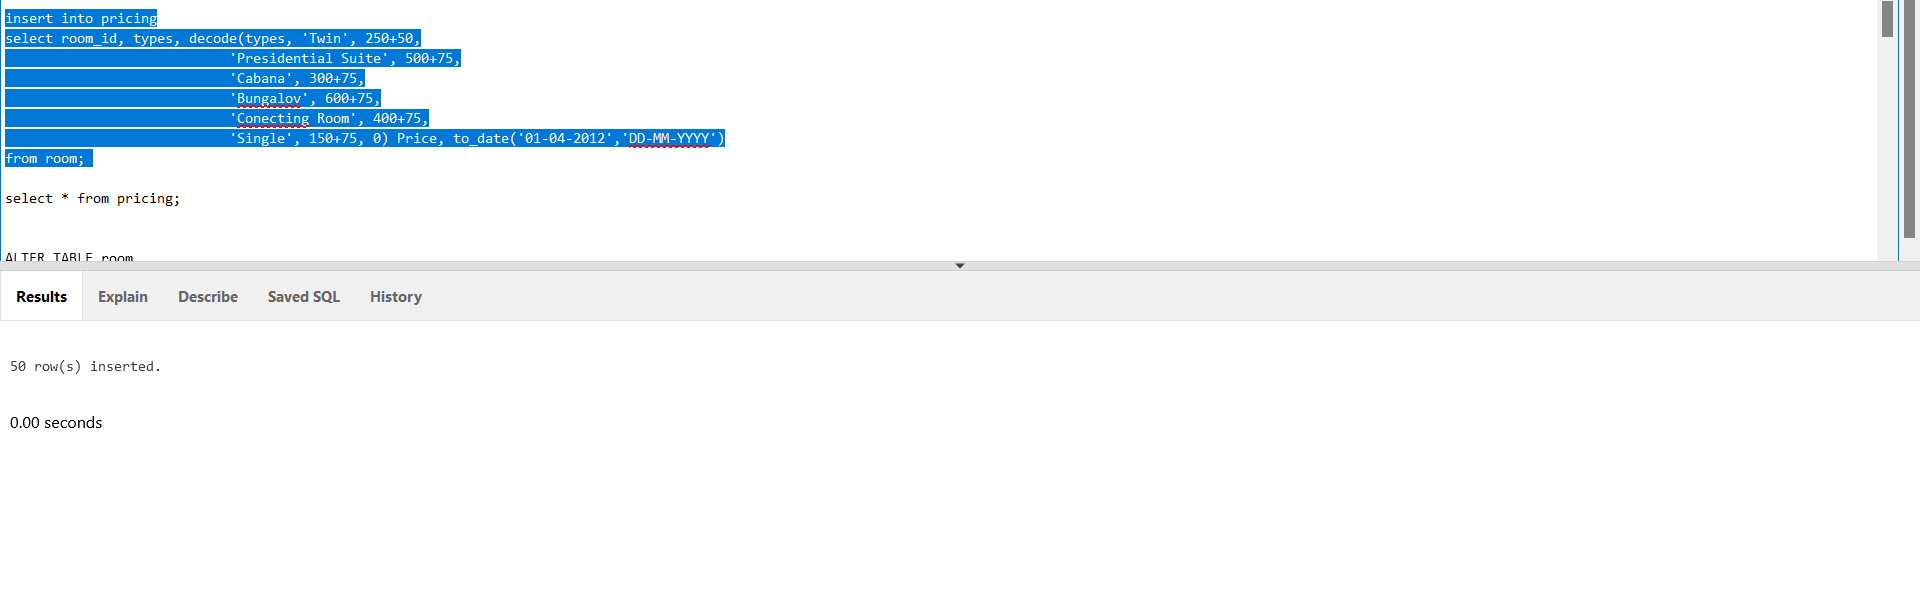 insert into pricing
select room_id, types, decode(types, 'Twin', 250+50,
'Presidential Suite', 500+75,
'Cabana', 300+75,
'Bungalov', 600+75,
'Conecting Room', 400+75,
'Single', 150+75, 0) Price, to_date('01-04-2012','DD-MM-YYYY')
from room;
select * from pricing;
ALTER TABLE room
Results Explain Describe Saved SQL History
50 row(s) inserted.
0.00 seconds